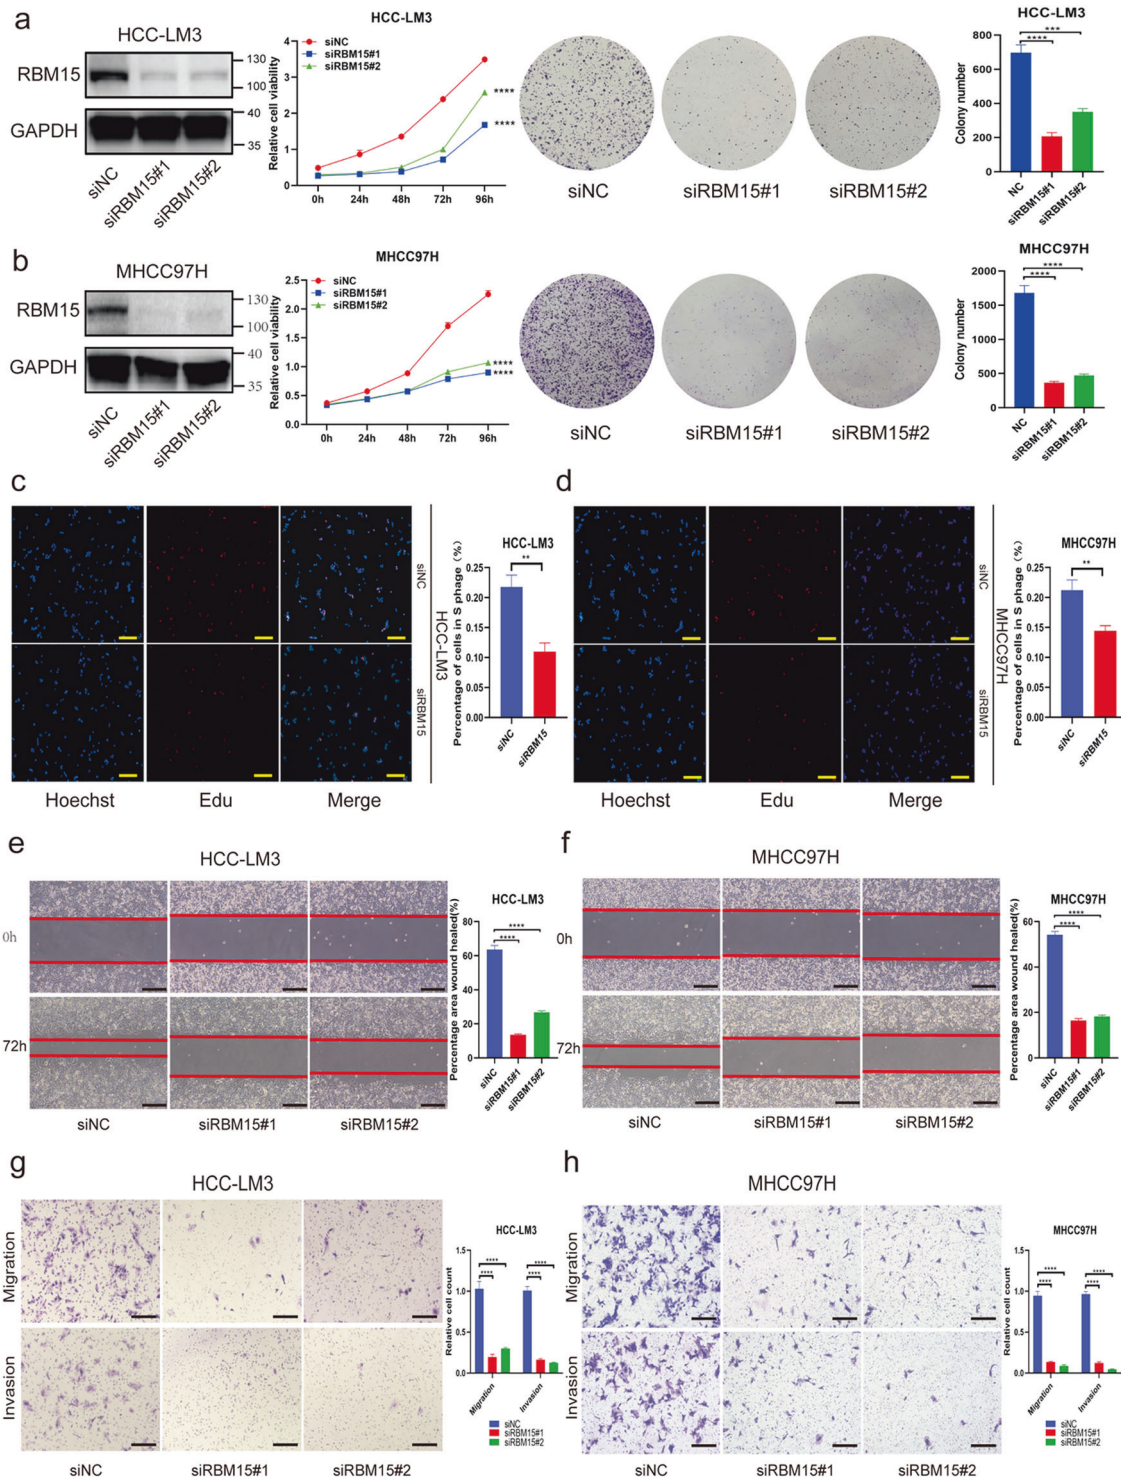 a
HCC-LM3
RBM15
130
100
GAPDH
40
35
siNC
siRBM15#1
siRBM15#2
HCC-LM3
siNC
siRBM15#1
siRBM15#2
Relative cell viability
4
3
2
1
0
****
****
0h 24h 48h 72h 96h
siNC siRBM15#1 siRBM15#2
HCC-LM3
Colony number
800
600
400
200
0
***
****
NC
siRBM15#1
siRBM15#2
b
MHCC97H
RBM15
130
100
GAPDH
40
35
siNC
siRBM15#1
siRBM15#2
MHCC97H
siNC
siRBM15#1
siRBM15#2
Relative cell viability
2.5
2.0
1.5
1.0
0.5
0.0
****
****
0h 24h 48h 72h 96h
siNC siRBM15#1 siRBM15#2
MHCC97H
Colony number
2000
1500
1000
500
0
****
****
NC
siRBM15#1
siRBM15#2
c
siNC
siRBM15
HCC-LM3
Hoechst Edu Merge
HCC-LM3
Percentage of cells in S phage (%)
0.25
0.20
0.15
0.10
0.05
0.00
**
siNC
siRBM15
d
siNC
siRBM15
MHCC97H
Hoechst Edu Merge
MHCC97H
Percentage of cells in S phage (%)
0.25
0.20
0.15
0.10
0.05
0.00
**
siNC
siRBM15
e
HCC-LM3
0h
72h
siNC siRBM15#1 siRBM15#2
HCC-LM3
Percentage area wound healed(%)
80
60
40
20
0
****
****
siNC
siRBM15#1
siRBM15#2
f
MHCC97H
0h
72h
siNC siRBM15#1 siRBM15#2
MHCC97H
Percentage area wound healed(%)
60
40
20
0
****
****
siNC
siRBM15#1
siRBM15#2
g
HCC-LM3
Migration
Invasion
siNC siRBM15#1 siRBM15#2
HCC-LM3
Relative cell count
1.5
1.0
0.5
0.0
****
****
****
****
Migration
Invasion
siNC
siRBM15#1
siRBM15#2
h
MHCC97H
Migration
Invasion
siNC siRBM15#1 siRBM15#2
MHCC97H
Relative cell count
1.5
1.0
0.5
0.0
****
****
****
****
Migration
Invasion
siNC
siRBM15#1
siRBM15#2